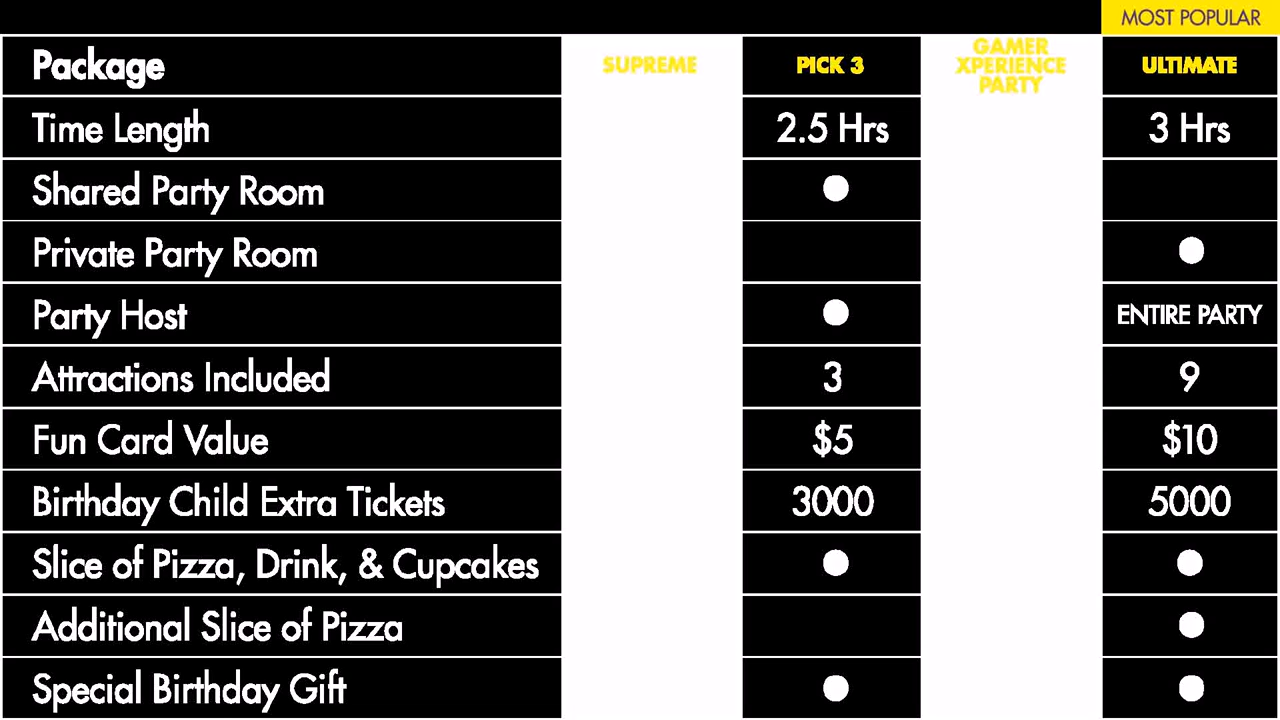 MOST POPULAR
Package SUPREME PICK 3 GAMER XPERIENCE PARTY ULTIMATE
Time Length 2.5 Hrs 3 Hrs
Shared Party Room ●
Private Party Room ●
Party Host ● ENTIRE PARTY
Attractions Included 3 9
Fun Card Value $5 $10
Birthday Child Extra Tickets 3000 5000
Slice of Pizza, Drink, & Cupcakes ● ●
Additional Slice of Pizza ●
Special Birthday Gift ● ●